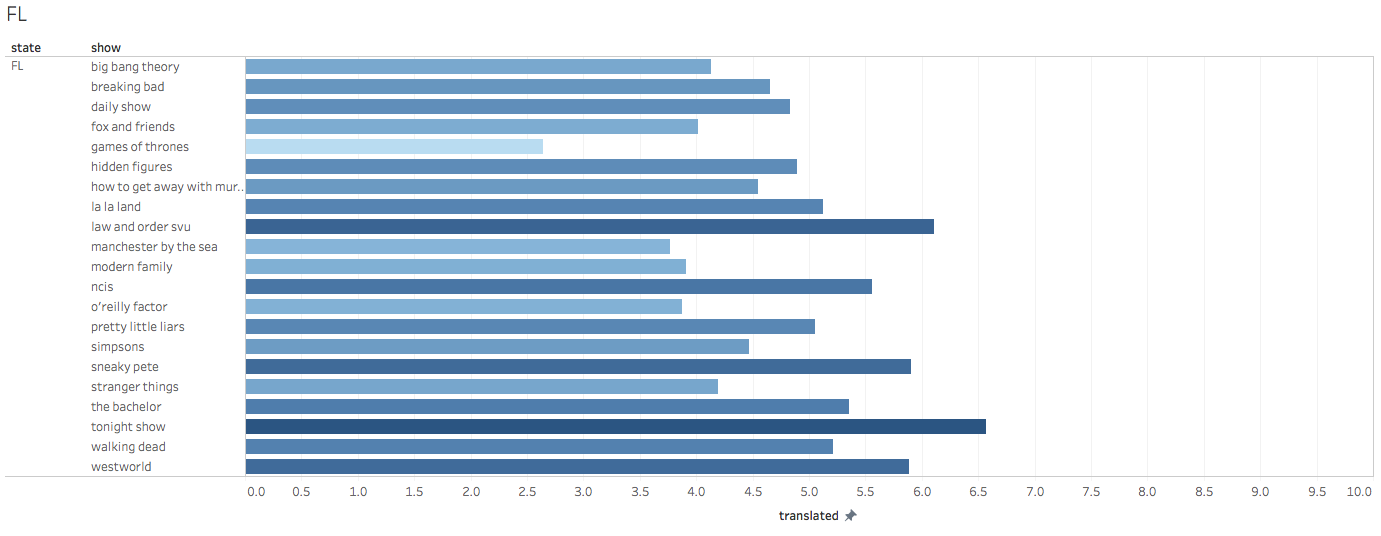 FL
state show
FL big bang theory
breaking bad
daily show
fox and friends
games of thrones
hidden figures
how to get away with mur..
la la land
law and order svu
manchester by the sea
modern family
ncis
o'reilly factor
pretty little liars
simpsons
sneaky pete
stranger things
the bachelor
tonight show
walking dead
westworld
0.0 0.5 1.0 1.5 2.0 2.5 3.0 3.5 4.0 4.5 5.0 5.5 6.0 6.5 7.0 7.5 8.0 8.5 9.0 9.5 10.0
translated